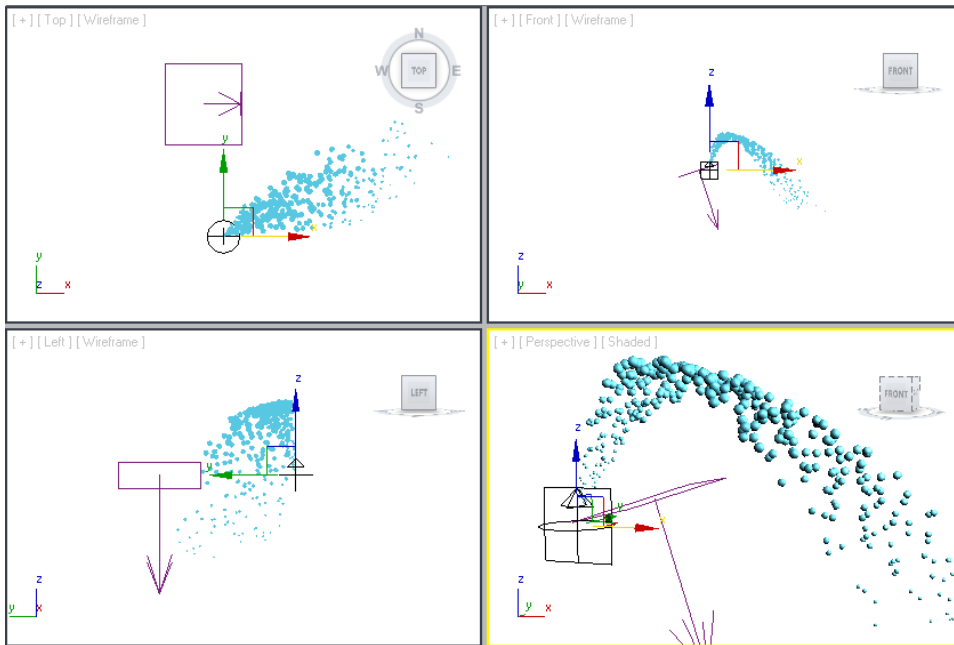 [ + ] [ Top ] [ Wireframe ]
N
W TOP E
S
y
x
y
z x
[ + ] [ Front ] [ Wireframe ]
FRONT
z
x
z
y x
[ + ] [ Left ] [ Wireframe ]
LEFT
z
y
z
y x
[ + ] [ Perspective ] [ Shaded ]
FRONT
z
y
x
z
y
x